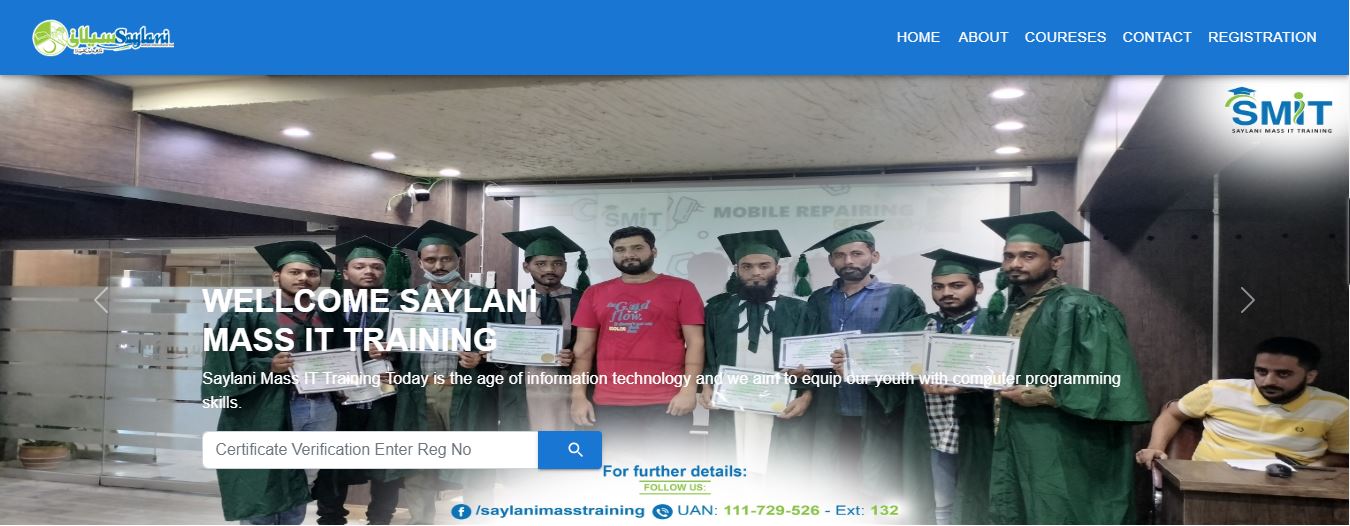 سیلانی Saylani
HOME ABOUT COURESES CONTACT REGISTRATION
SMIT
SAYLANI MASS IT TRAINING
SMIT MOBILE REPAIRING
WELLCOME SAYLANI
MASS IT TRAINING
Saylani Mass IT Training Today is the age of information technology and we aim to equip our youth with computer programming
skills.
Certificate Verification Enter Reg No
For further details:
FOLLOW US:
/saylanimasstraining UAN: 111-729-526 - Ext: 132